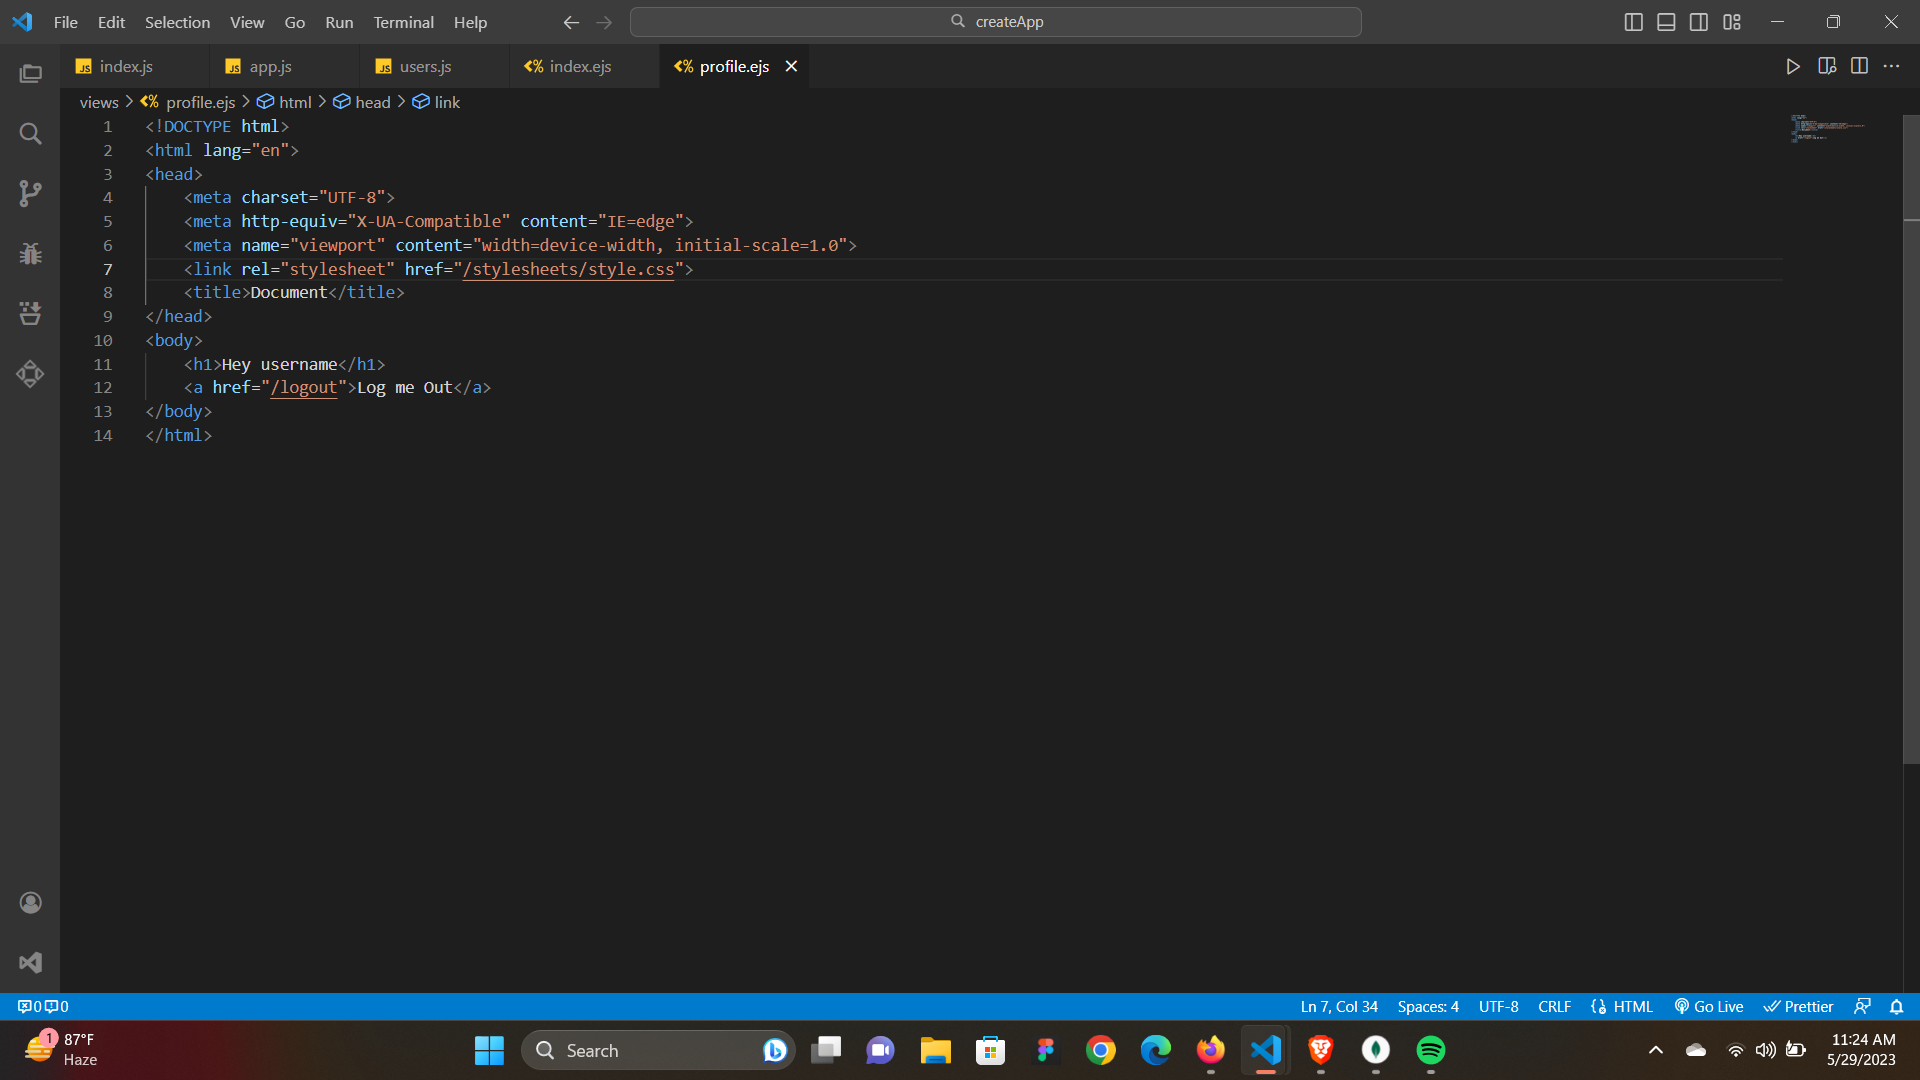 File Edit Selection View Go Run Terminal Help
createApp
JS index.js
JS app.js
JS users.js
<% index.ejs
<% profile.ejs
views > <% profile.ejs > html > head > link
1 <!DOCTYPE html>
2 <html lang="en">
3 <head>
4 <meta charset="UTF-8">
5 <meta http-equiv="X-UA-Compatible" content="IE=edge">
6 <meta name="viewport" content="width=device-width, initial-scale=1.0">
7 <link rel="stylesheet" href="/stylesheets/style.css">
8 <title>Document</title>
9 </head>
10 <body>
11 <h1>Hey username</h1>
12 <a href="/logout">Log me Out</a>
13 </body>
14 </html>
0 0
Ln 7, Col 34 Spaces: 4 UTF-8 CRLF HTML Go Live Prettier
1
87°F
Haze
Search
11:24 AM
5/29/2023